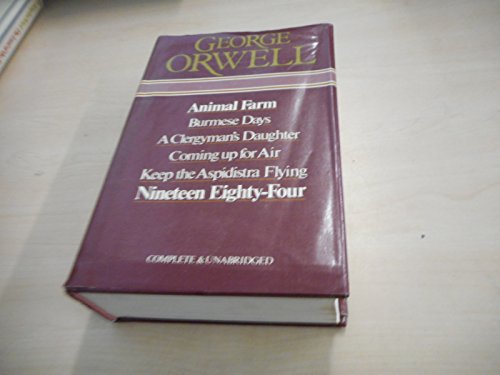 GEORGE
ORWELL
Animal Farm
Burmese Days
A Clergyman's Daughter
Coming up for Air
Keep the Aspidistra Flying
Nineteen Eighty-Four
COMPLETE & UNABRIDGED